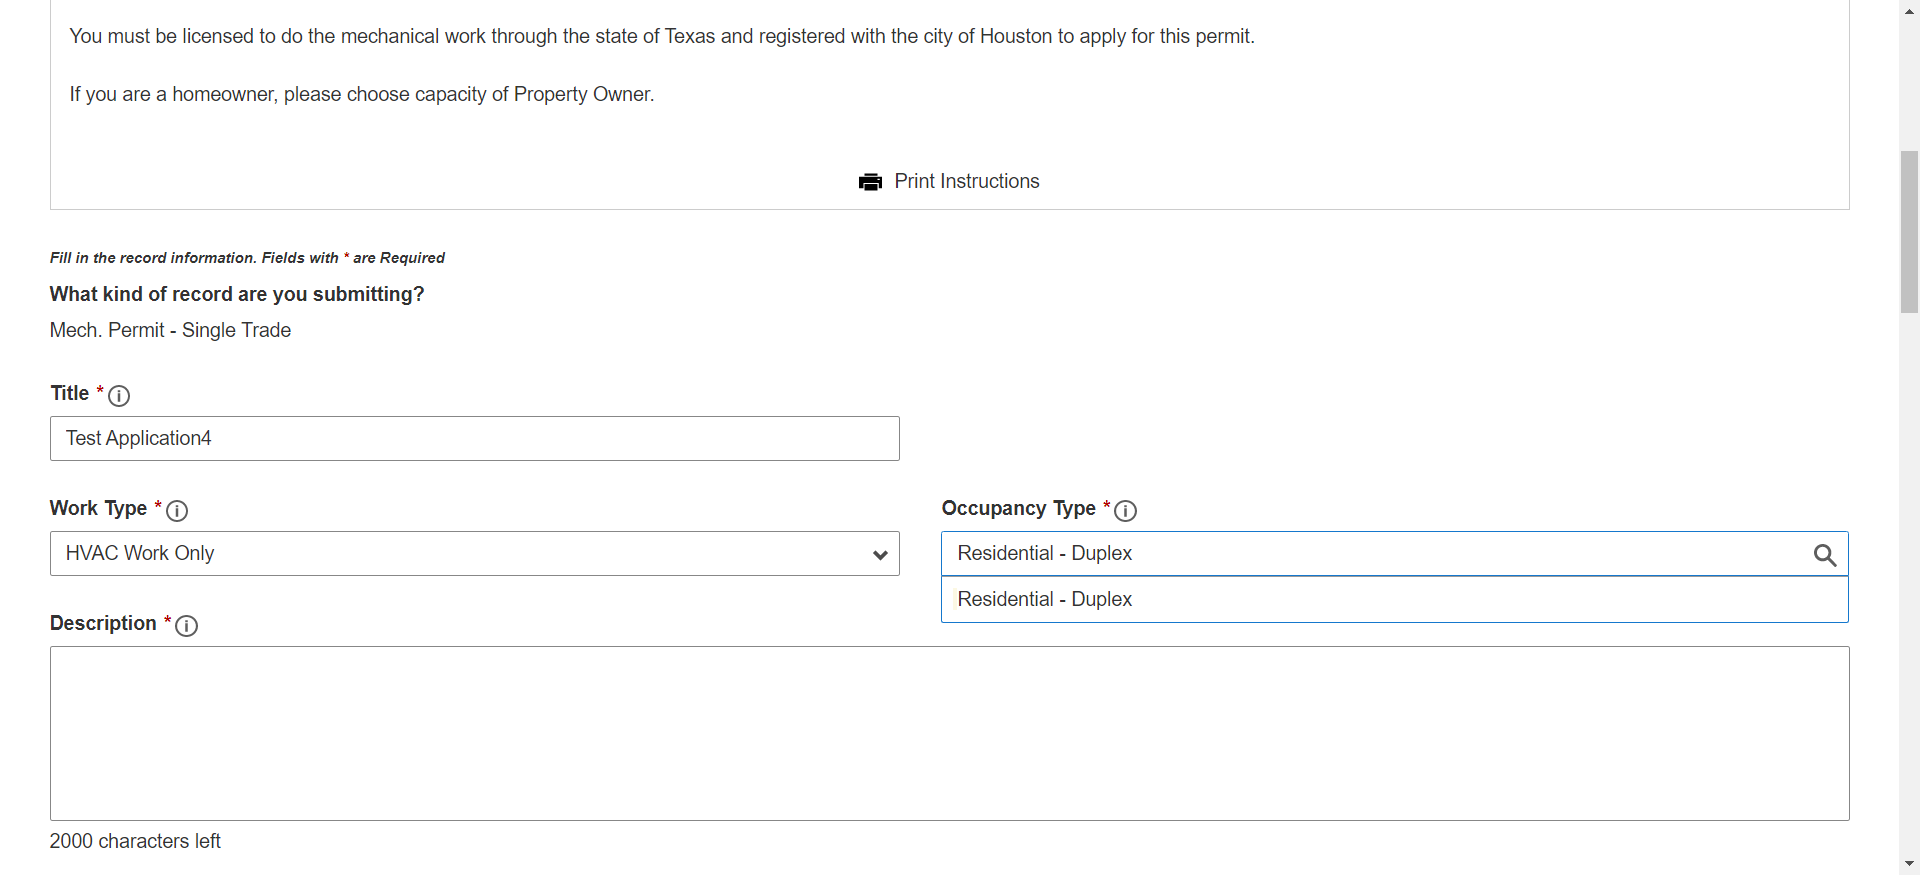 You must be licensed to do the mechanical work through the state of Texas and registered with the city of Houston to apply for this permit.
If you are a homeowner, please choose capacity of Property Owner.
Print Instructions
Fill in the record information. Fields with * are Required
What kind of record are you submitting?
Mech. Permit - Single Trade
Title *
Test Application4
Work Type *
Occupancy Type *
HVAC Work Only
Residential - Duplex
Residential - Duplex
Description *
2000 characters left